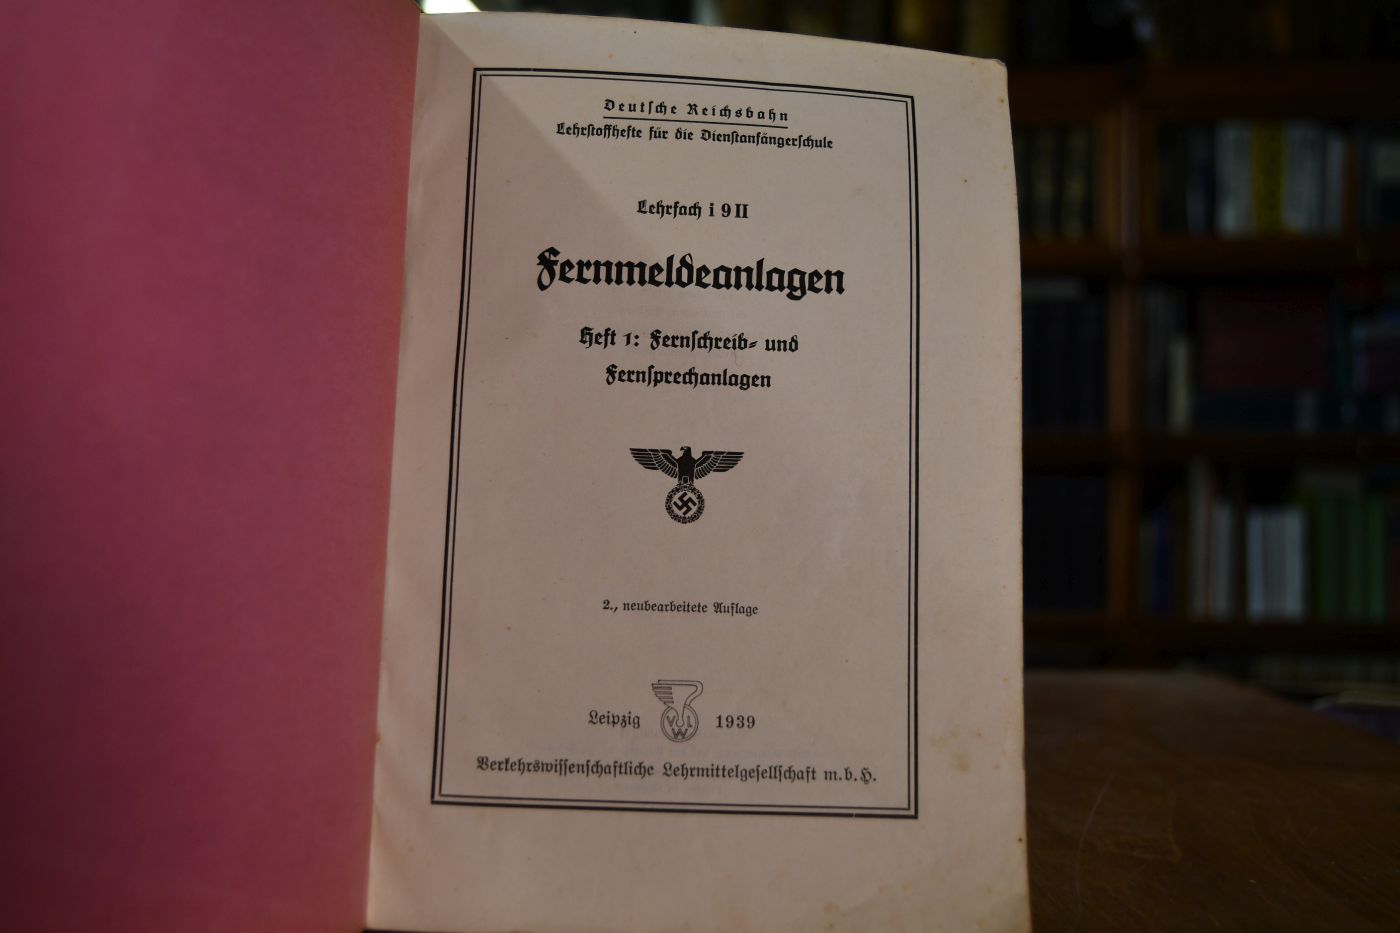 Deutſche Reichsbahn
Lehrſtoffhefte für die Dienſtanfängerſchule
Lehrfach i 9 II
Fernmeldeanlagen
Heft 1: Fernſchreib- und
Fernſprechanlagen
2., neubearbeitete Auflage
Leipzig VLW 1939
Verkehrswiſſenſchaftliche Lehrmittelgeſellſchaft m.b.H.